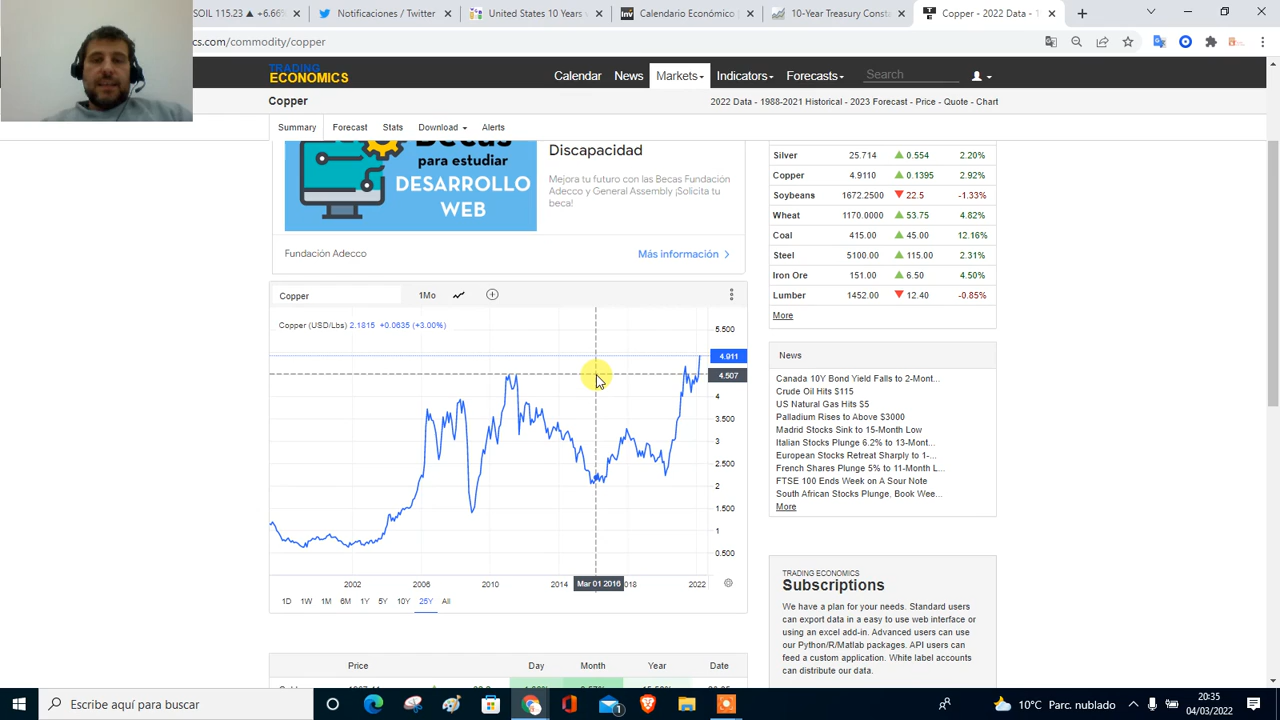 SOIL 115.23 ▲ +6.66%
Notificaciones / Twitter
United States 10 Years
Calendario Económico
10-Year Treasury Const
Copper - 2022 Data - 1
cs.com/commodity/copper
TRADING
ECONOMICS
Calendar
News
Markets
Indicators
Forecasts
Search
Copper
2022 Data - 1988-2021 Historical - 2023 Forecast - Price - Quote - Chart
Summary
Forecast
Stats
Download
Alerts
Becas
para estudiar
DESARROLLO
WEB
Discapacidad
Mejora tu futuro con las Becas Fundación
Adecco y General Assembly ¡Solicita tu
beca!
Fundación Adecco
Más información
Silver 25.714 0.554 2.20%
Copper 4.9110 0.1395 2.92%
Soybeans 1672.2500 22.5 -1.33%
Wheat 1170.0000 53.75 4.82%
Coal 415.00 45.00 12.16%
Steel 5100.00 115.00 2.31%
Iron Ore 151.00 6.50 4.50%
Lumber 1452.00 12.40 -0.85%
More
Copper
1Mo
Copper (USD/Lbs) 2.1815 +0.0635 (+3.00%)
5.500
4.911
4.507
4
3.500
3
2.500
2
1.500
1
0.500
2002
2006
2010
2014
Mar 01 2016
018
2022
1D 1W 1M 6M 1Y 5Y 10Y 25Y All
News
Canada 10Y Bond Yield Falls to 2-Mont...
Crude Oil Hits $115
US Natural Gas Hits $5
Palladium Rises to Above $3000
Madrid Stocks Sink to 15-Month Low
Italian Stocks Plunge 6.2% to 13-Mont...
European Stocks Retreat Sharply to 1-...
French Shares Plunge 5% to 11-Month L...
FTSE 100 Ends Week on A Sour Note
South African Stocks Plunge, Book Wee...
More
TRADING ECONOMICS
Subscriptions
We have a plan for your needs. Standard users
can export data in a easy to use web interface or
using an excel add-in. Advanced users can use
our Python/R/Matlab packages. API users can
feed a custom application. White label accounts
can distribute our data.
Price
Day
Month
Year
Date
Escribe aquí para buscar
1
10°C Parc. nublado
20:35
04/03/2022